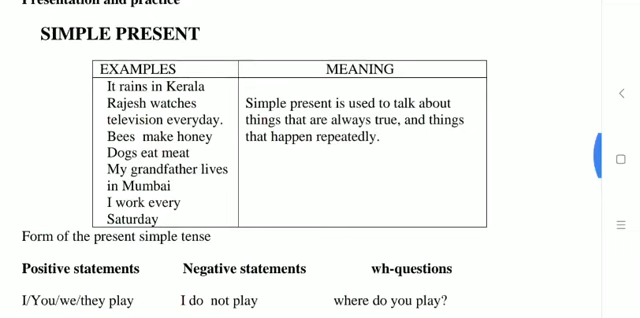 Presentation and practice
SIMPLE PRESENT
EXAMPLES MEANING
It rains in Kerala
Rajesh watches
television everyday.
Bees make honey
Dogs eat meat
My grandfather lives
in Mumbai
I work every
Saturday
Simple present is used to talk about
things that are always true, and things
that happen repeatedly.
Form of the present simple tense
Positive statements Negative statements wh-questions
I/You/we/they play I do not play where do you play?